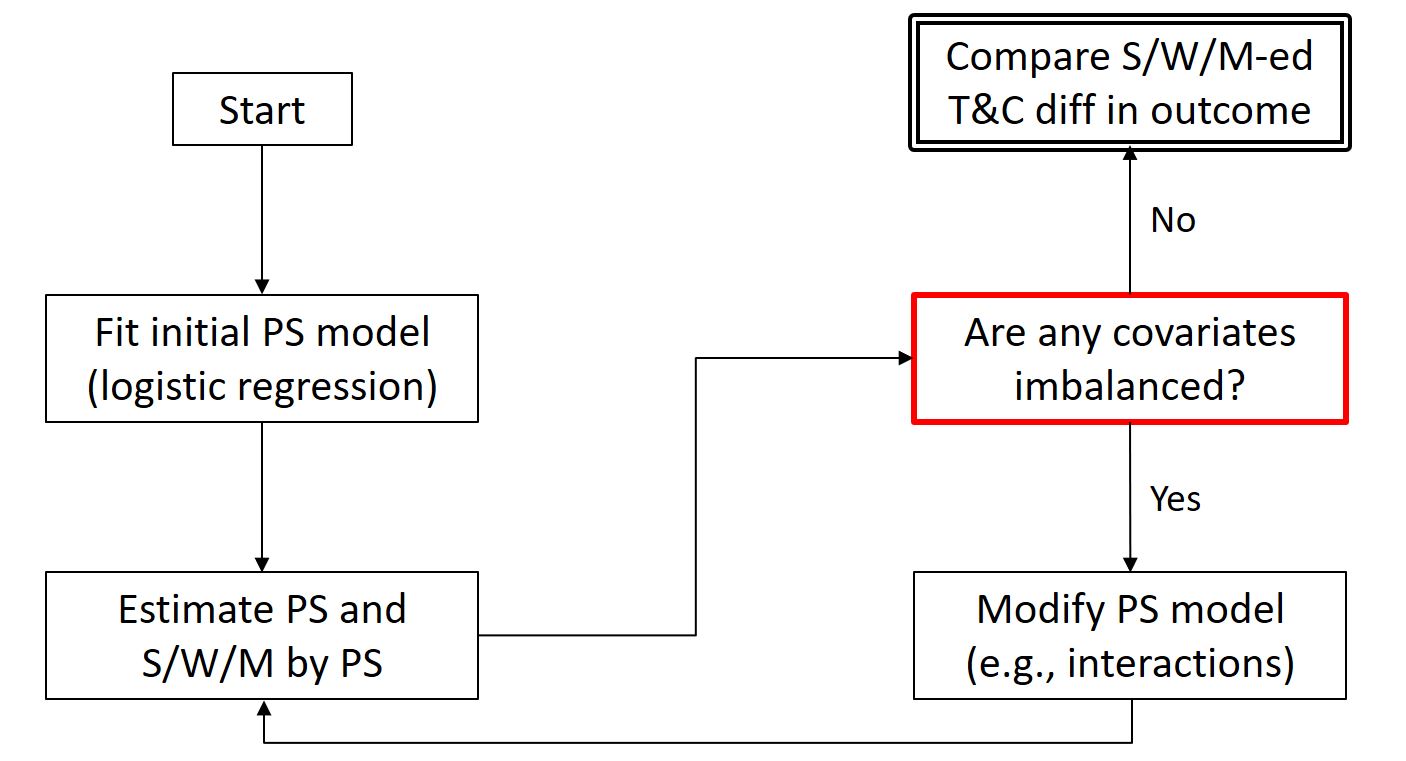 Start
Fit initial PS model
(logistic regression)
Estimate PS and
S/W/M by PS
Are any covariates
imbalanced?
No
Compare S/W/M-ed
T&C diff in outcome
Yes
Modify PS model
(e.g., interactions)